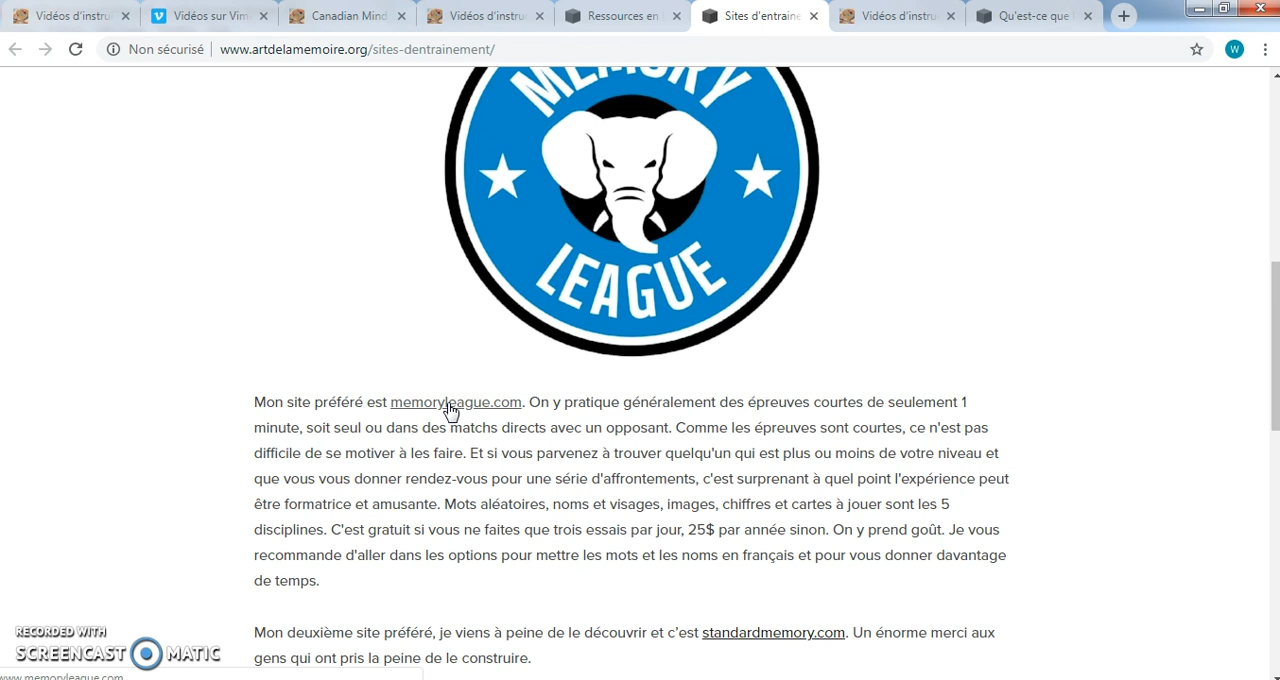 Vidéos d'instru
Vidéos sur Vim
Canadian Mind
Vidéos d'instru
Ressources en
Sites d'entraine
Vidéos d'instru
Qu'est-ce que
Non sécurisé
www.artdelamemoire.org/sites-dentrainement/
W
MEMORY
LEAGUE
Mon site préféré est memoryleague.com. On y pratique généralement des épreuves courtes de seulement 1
minute, soit seul ou dans des matchs directs avec un opposant. Comme les épreuves sont courtes, ce n'est pas
difficile de se motiver à les faire. Et si vous parvenez à trouver quelqu'un qui est plus ou moins de votre niveau et
que vous vous donner rendez-vous pour une série d'affrontements, c'est surprenant à quel point l'expérience peut
être formatrice et amusante. Mots aléatoires, noms et visages, images, chiffres et cartes à jouer sont les 5
disciplines. C'est gratuit si vous ne faites que trois essais par jour, 25$ par année sinon. On y prend goût. Je vous
recommande d'aller dans les options pour mettre les mots et les noms en français et pour vous donner davantage
de temps.
Mon deuxième site préféré, je viens à peine de le découvrir et c'est standardmemory.com. Un énorme merci aux
gens qui ont pris la peine de le construire.
RECORDED WITH
SCREENCAST MATIC
www.memoryleague.com